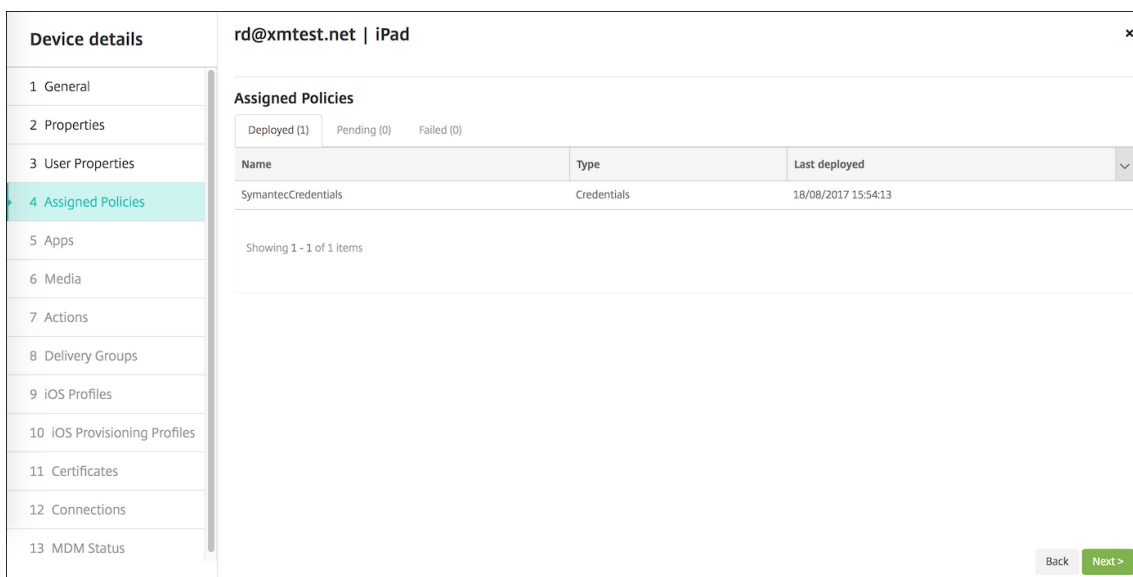 Device details
1 General
2 Properties
3 User Properties
4 Assigned Policies
5 Apps
6 Media
7 Actions
8 Delivery Groups
9 iOS Profiles
10 iOS Provisioning Profiles
11 Certificates
12 Connections
13 MDM Status
rd@xmtest.net | iPad
Assigned Policies
Deployed (1) Pending (0) Failed (0)
Name Type Last deployed
SymantecCredentials Credentials 18/08/2017 15:54:13
Showing 1 - 1 of 1 items
Back Next >